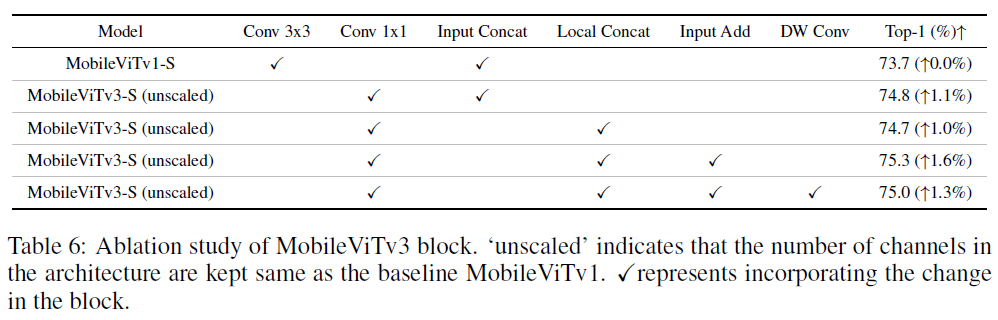 Model Conv 3x3 Conv 1x1 Input Concat Local Concat Input Add DW Conv Top-1 (%)↑
MobileViTv1-S ✓ ✓ 73.7 (↑0.0%)
MobileViTv3-S (unscaled) ✓ ✓ 74.8 (↑1.1%)
MobileViTv3-S (unscaled) ✓ ✓ 74.7 (↑1.0%)
MobileViTv3-S (unscaled) ✓ ✓ ✓ 75.3 (↑1.6%)
MobileViTv3-S (unscaled) ✓ ✓ ✓ ✓ 75.0 (↑1.3%)
Table 6: Ablation study of MobileViTv3 block. ‘unscaled’ indicates that the number of channels in
the architecture are kept same as the baseline MobileViTv1. ✓represents incorporating the change
in the block.